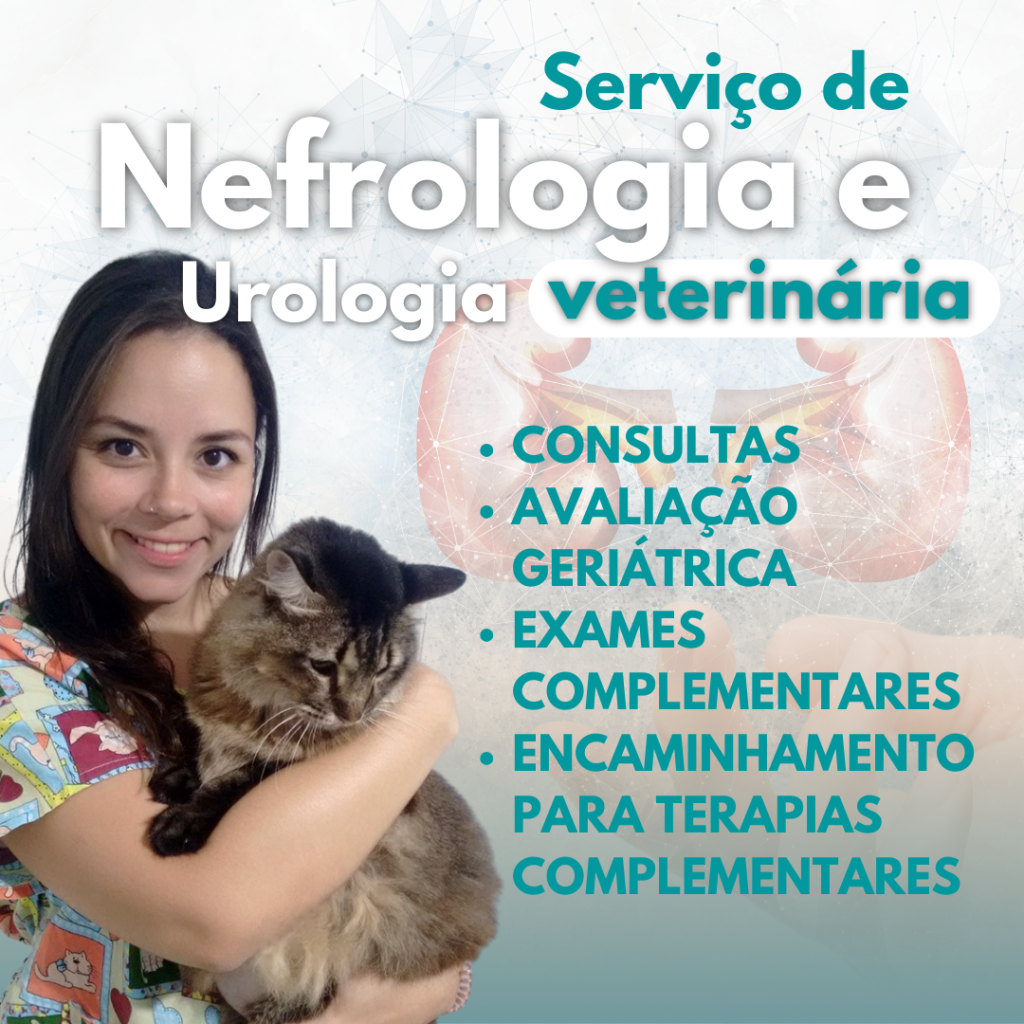 Serviço de
Nefrologia e
Urologia veterinária
• CONSULTAS
• AVALIAÇÃO
GERIÁTRICA
• EXAMES
COMPLEMENTARES
• ENCAMINHAMENTO
PARA TERAPIAS
COMPLEMENTARES